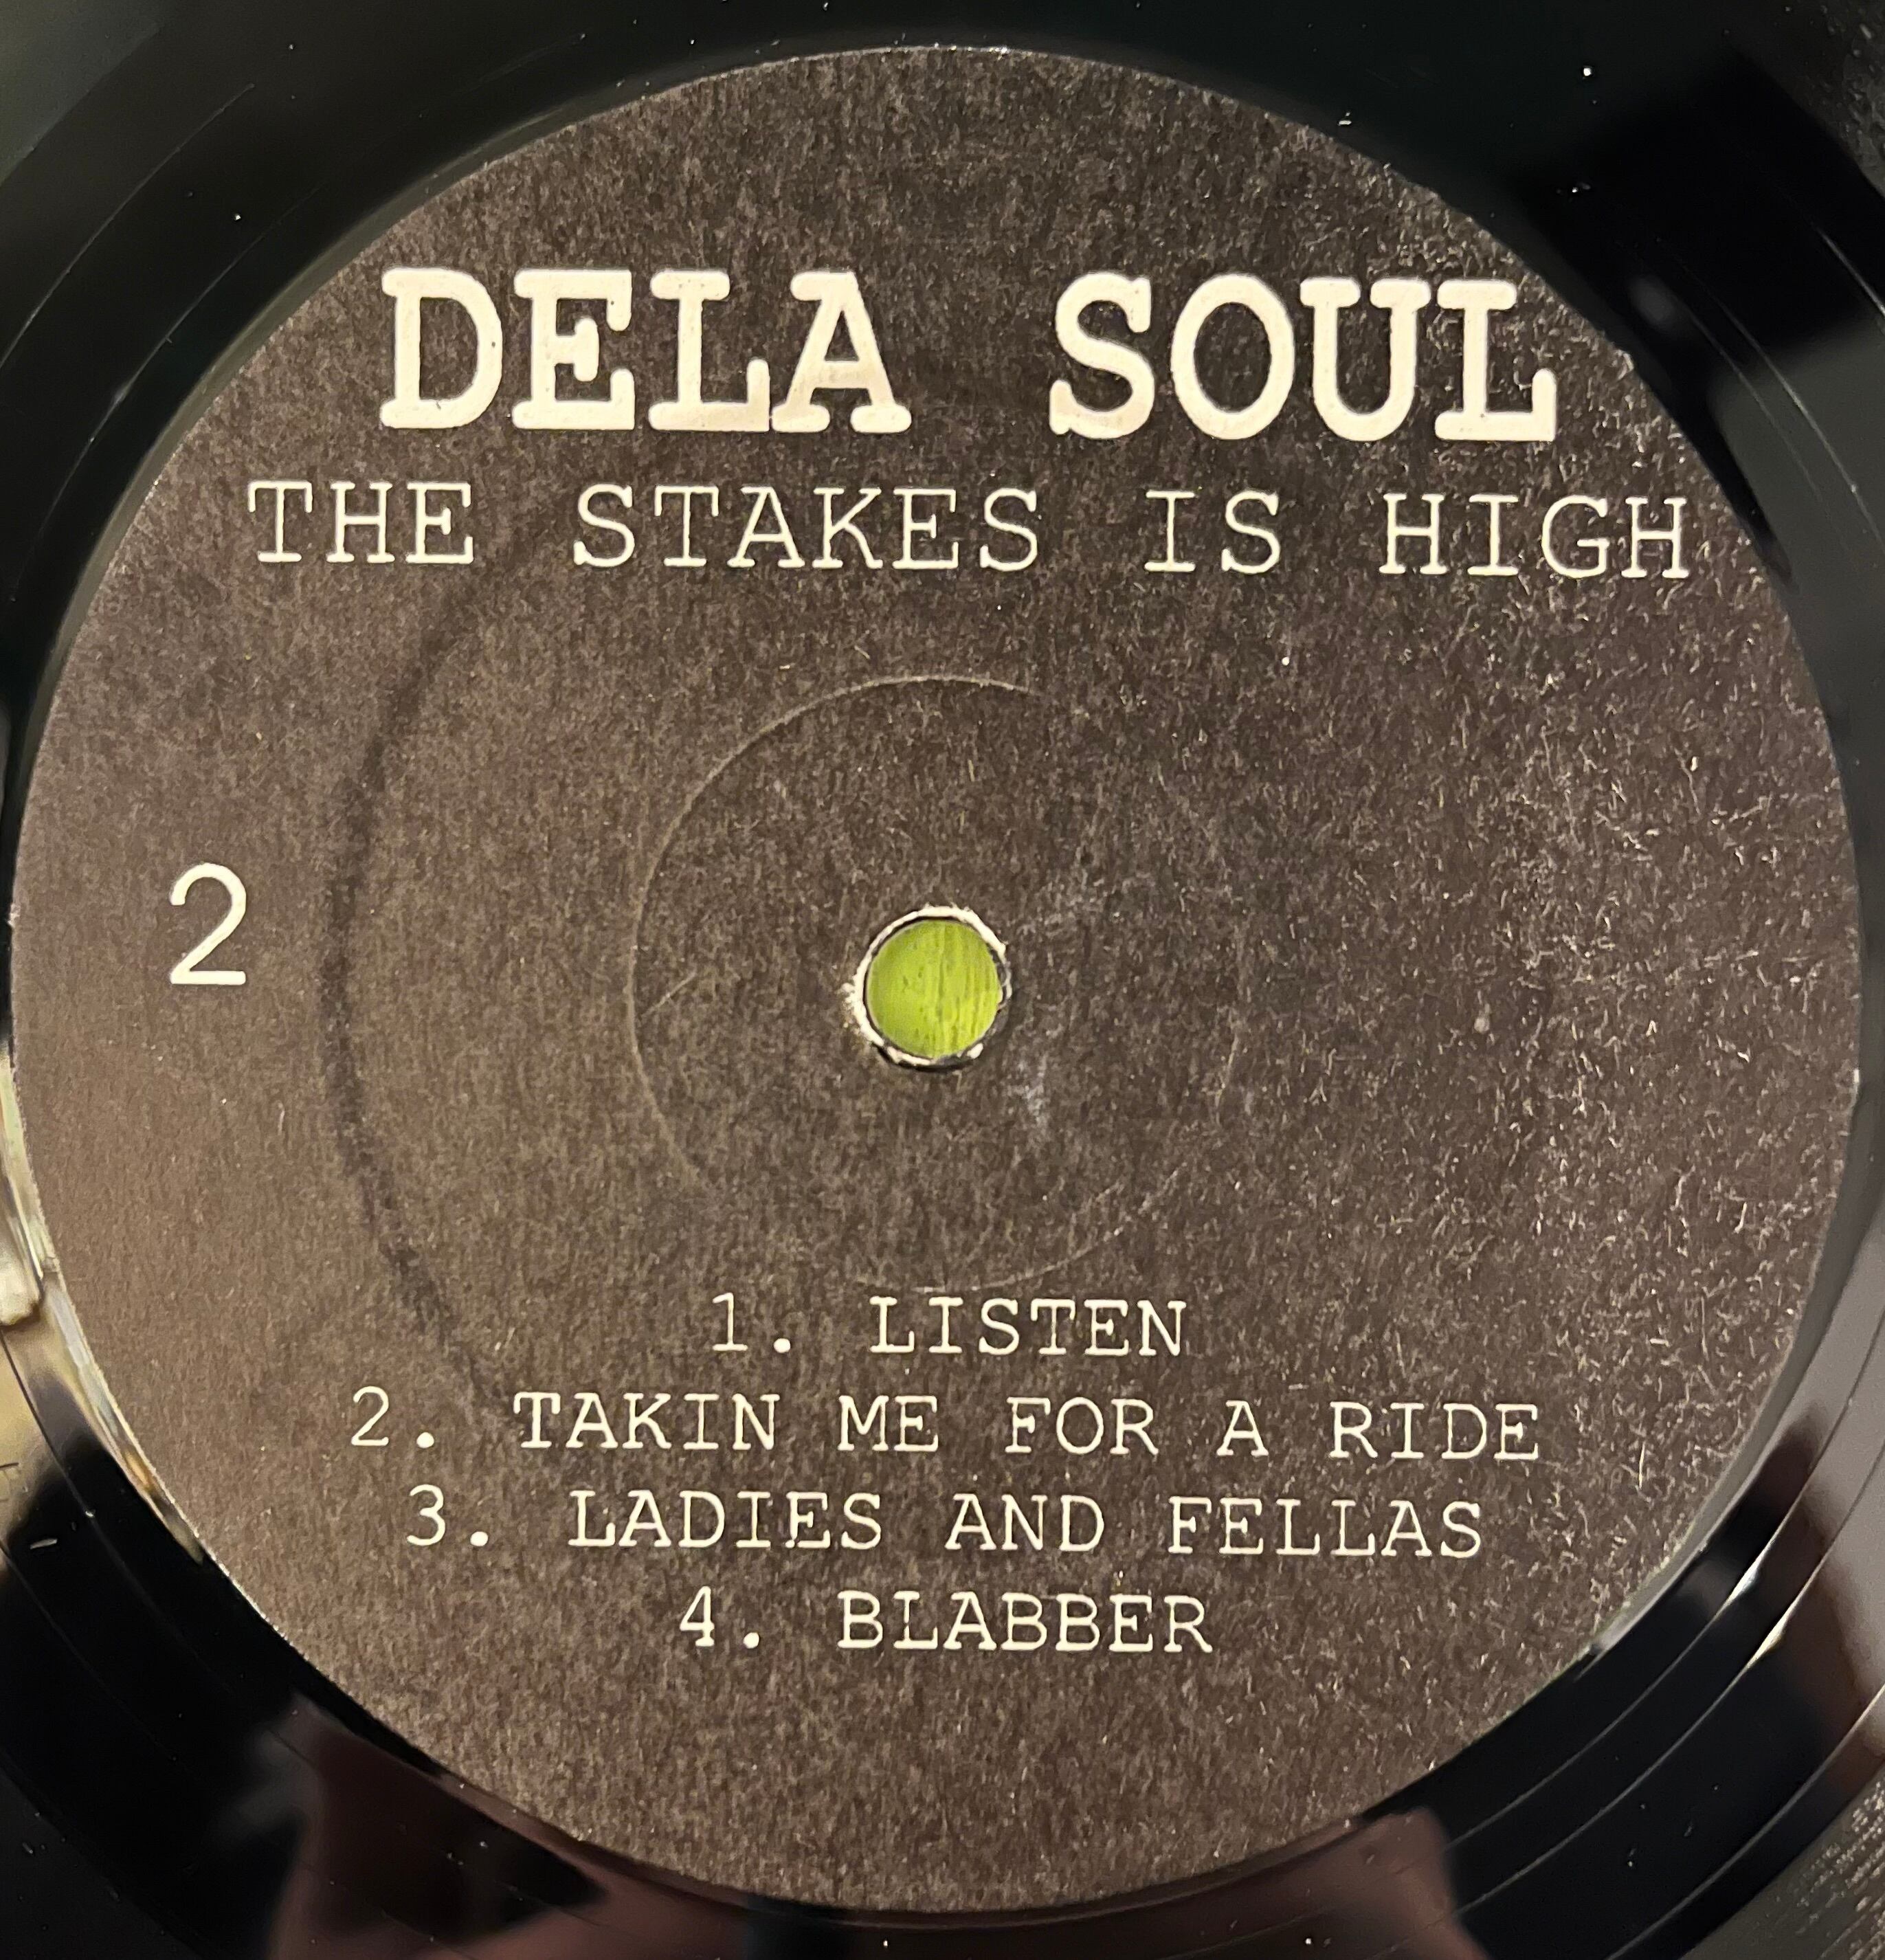 DELA SOUL
THE STAKES IS HIGH
2
1. LISTEN
2. TAKIN ME FOR A RIDE
3. LADIES AND FELLAS
4. BLABBER